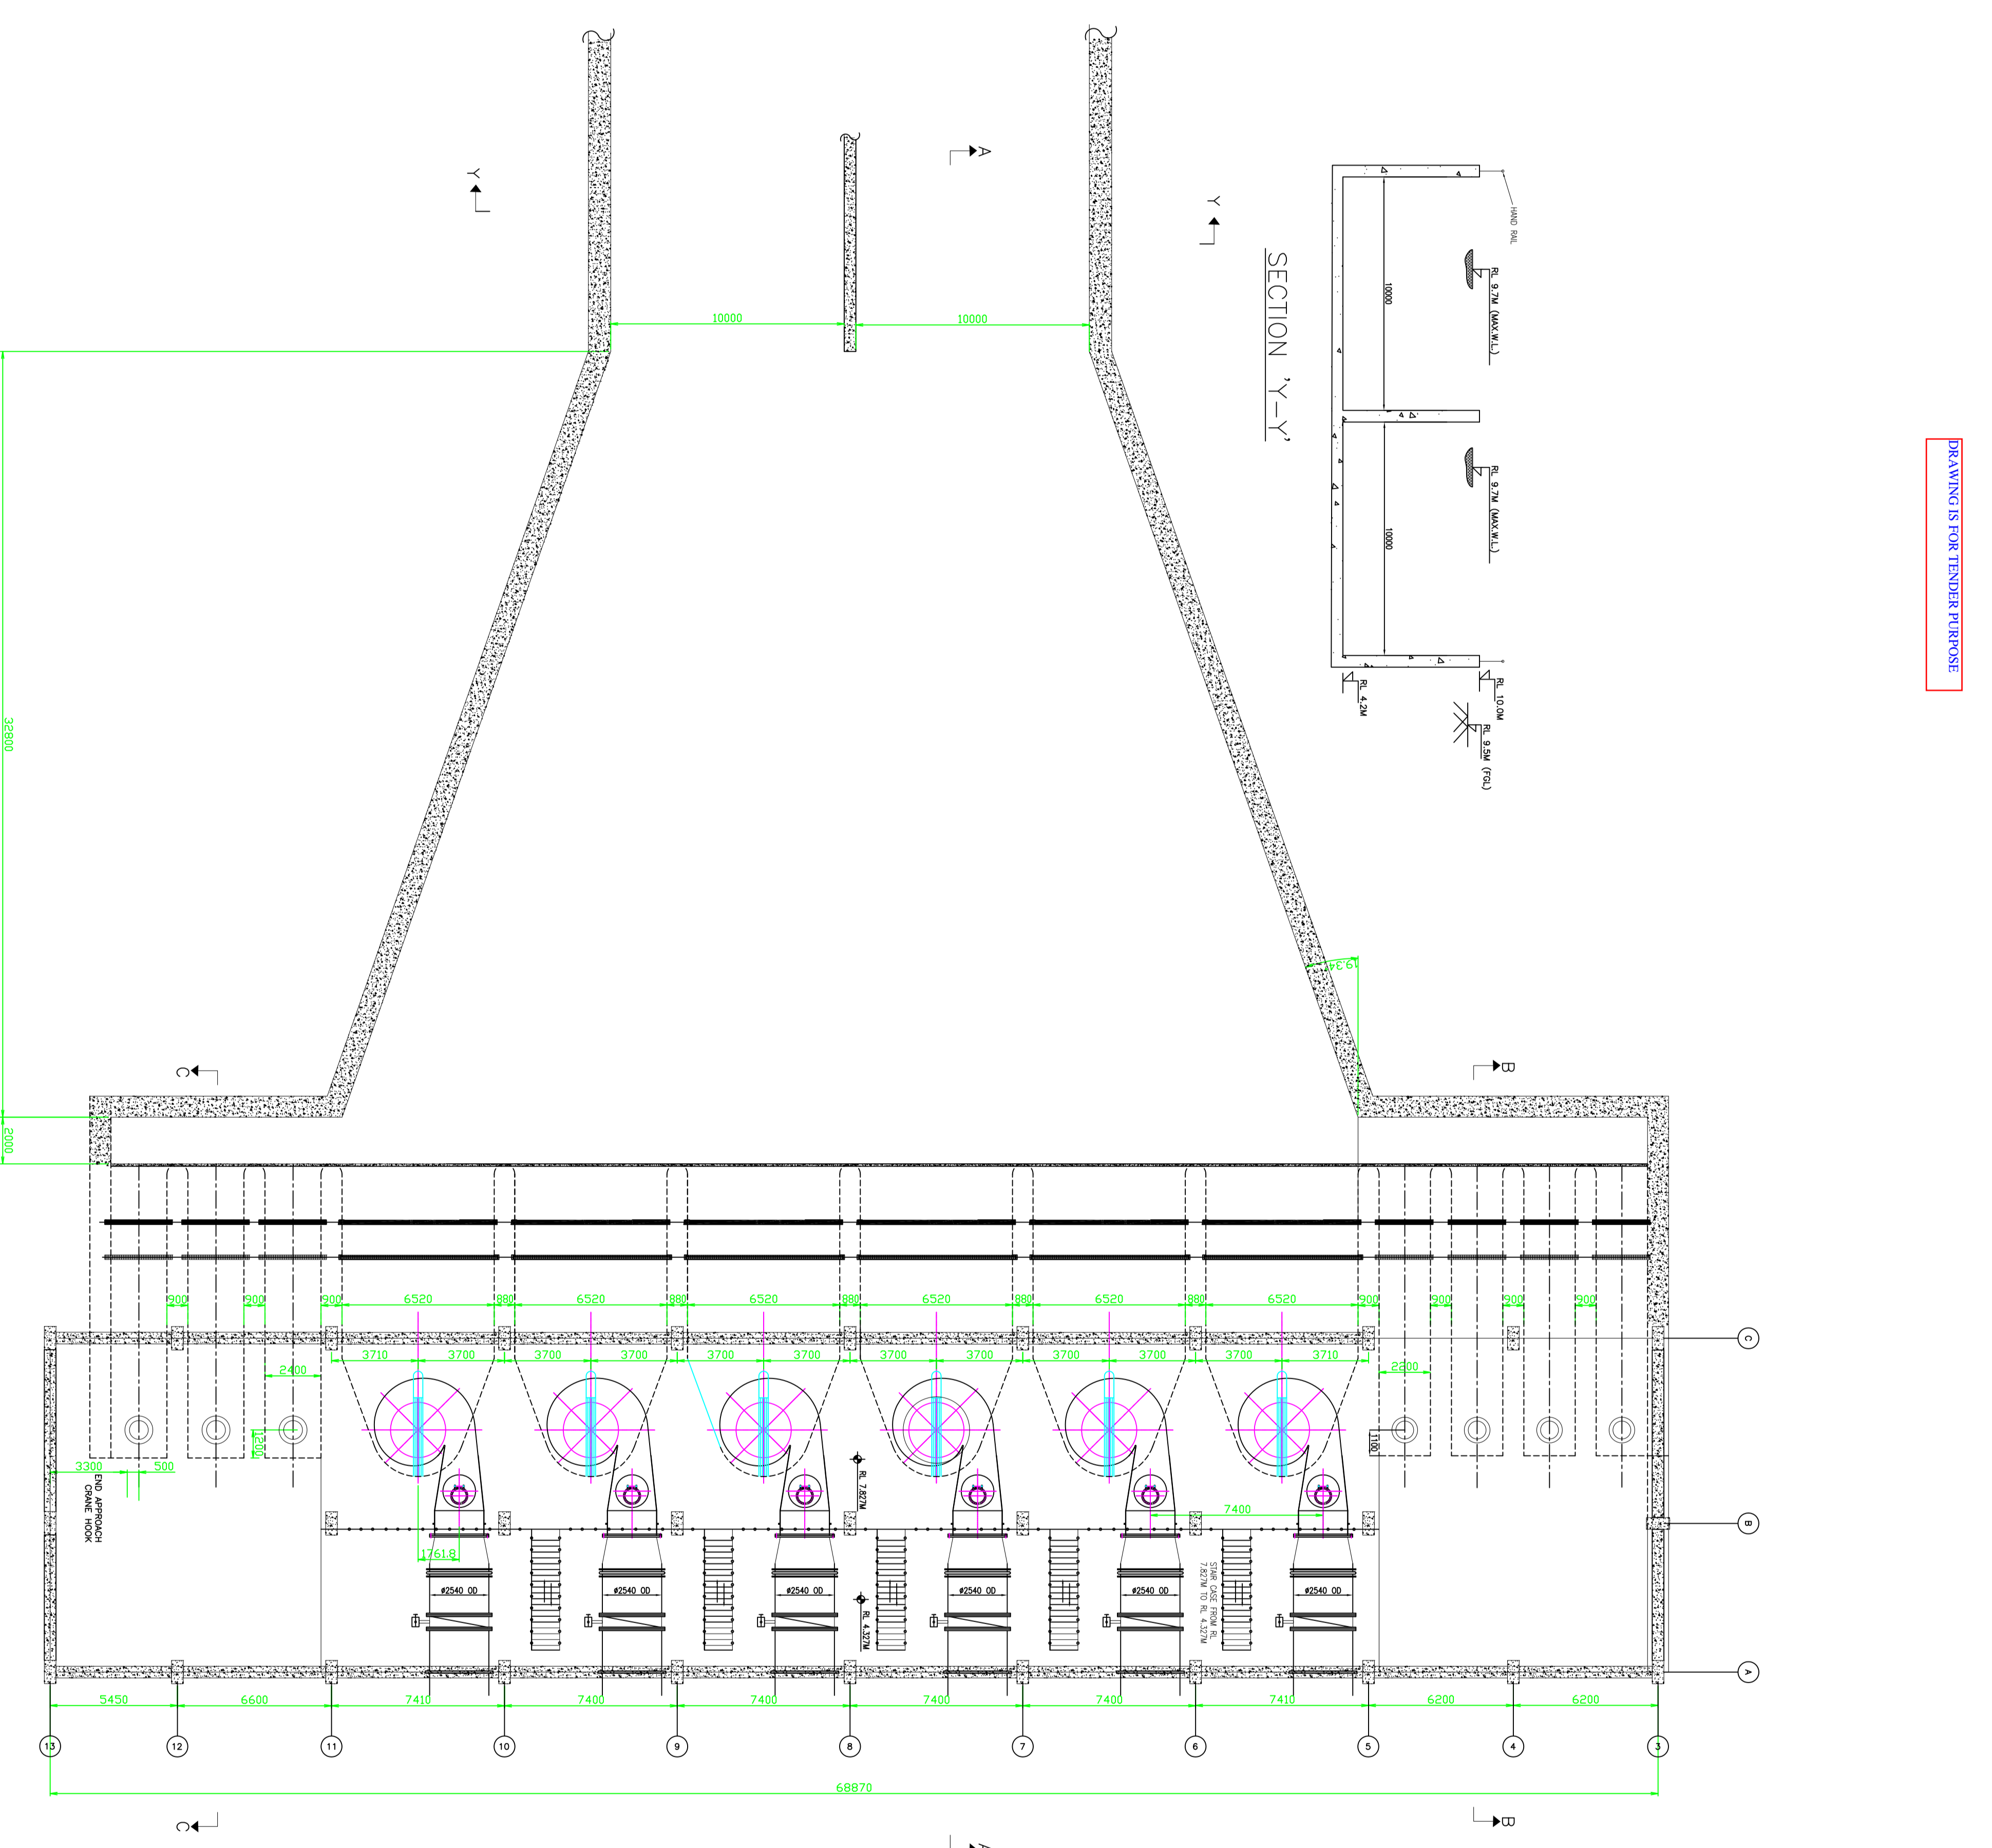 DRAWING IS FOR TENDER PURPOSE
HAND RAIL
RL 9.7M (MAX.W.L.)
RL 9.7M (MAX.W.L.)
10000
10000
RL 10.0M
RL 9.5M (FGL)
RL 4.2M
SECTION 'Y-Y'
Y
Y
A
10000
10000
32800
2000
19.34°
C
B
900
900
900
6520
880
6520
880
6520
880
6520
880
6520
880
6520
900
900
900
900
C
3710
3700
3700
3700
3700
3700
3700
3700
3700
3700
3700
3710
2400
2200
1200
1100
3300
500
END APPROACH
CRANE HOOK
RL 7.827M
7400
B
1761.8
ø2540 OD
ø2540 OD
ø2540 OD
ø2540 OD
ø2540 OD
ø2540 OD
STAIR CASE FROM RL
7.827M TO RL 4.327M
RL 4.327M
A
5450
6600
7410
7400
7400
7400
7400
7410
6200
6200
13
12
11
10
9
8
7
6
5
4
3
68870
C
B
A